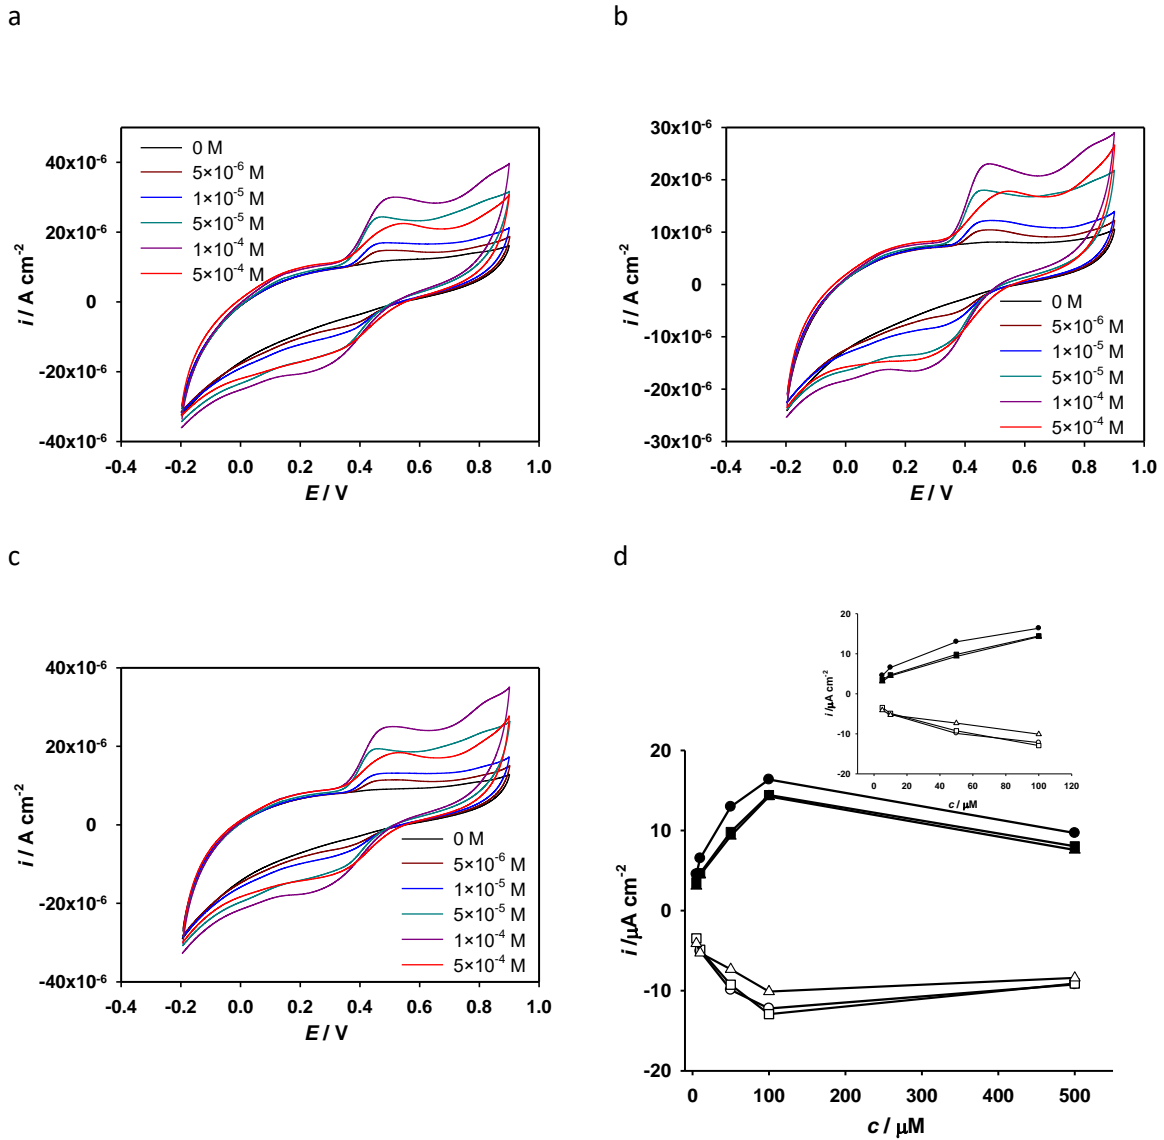 a
b
40x10⁻⁶
20x10⁻⁶
0
-20x10⁻⁶
-40x10⁻⁶
i / A cm⁻²
0 M
5×10⁻⁶ M
1×10⁻⁵ M
5×10⁻⁵ M
1×10⁻⁴ M
5×10⁻⁴ M
-0.4 -0.2 0.0 0.2 0.4 0.6 0.8 1.0
E / V
30x10⁻⁶
20x10⁻⁶
10x10⁻⁶
0
-10x10⁻⁶
-20x10⁻⁶
-30x10⁻⁶
i / A cm⁻²
0 M
5×10⁻⁶ M
1×10⁻⁵ M
5×10⁻⁵ M
1×10⁻⁴ M
5×10⁻⁴ M
-0.4 -0.2 0.0 0.2 0.4 0.6 0.8 1.0
E / V
c
d
40x10⁻⁶
20x10⁻⁶
0
-20x10⁻⁶
-40x10⁻⁶
i / A cm⁻²
0 M
5×10⁻⁶ M
1×10⁻⁵ M
5×10⁻⁵ M
1×10⁻⁴ M
5×10⁻⁴ M
-0.4 -0.2 0.0 0.2 0.4 0.6 0.8 1.0
E / V
20
10
0
-10
-20
i /μA cm⁻²
0 20 40 60 80 100 120
c / μM
20
10
0
-10
-20
i /μA cm⁻²
0 100 200 300 400 500
c / μM